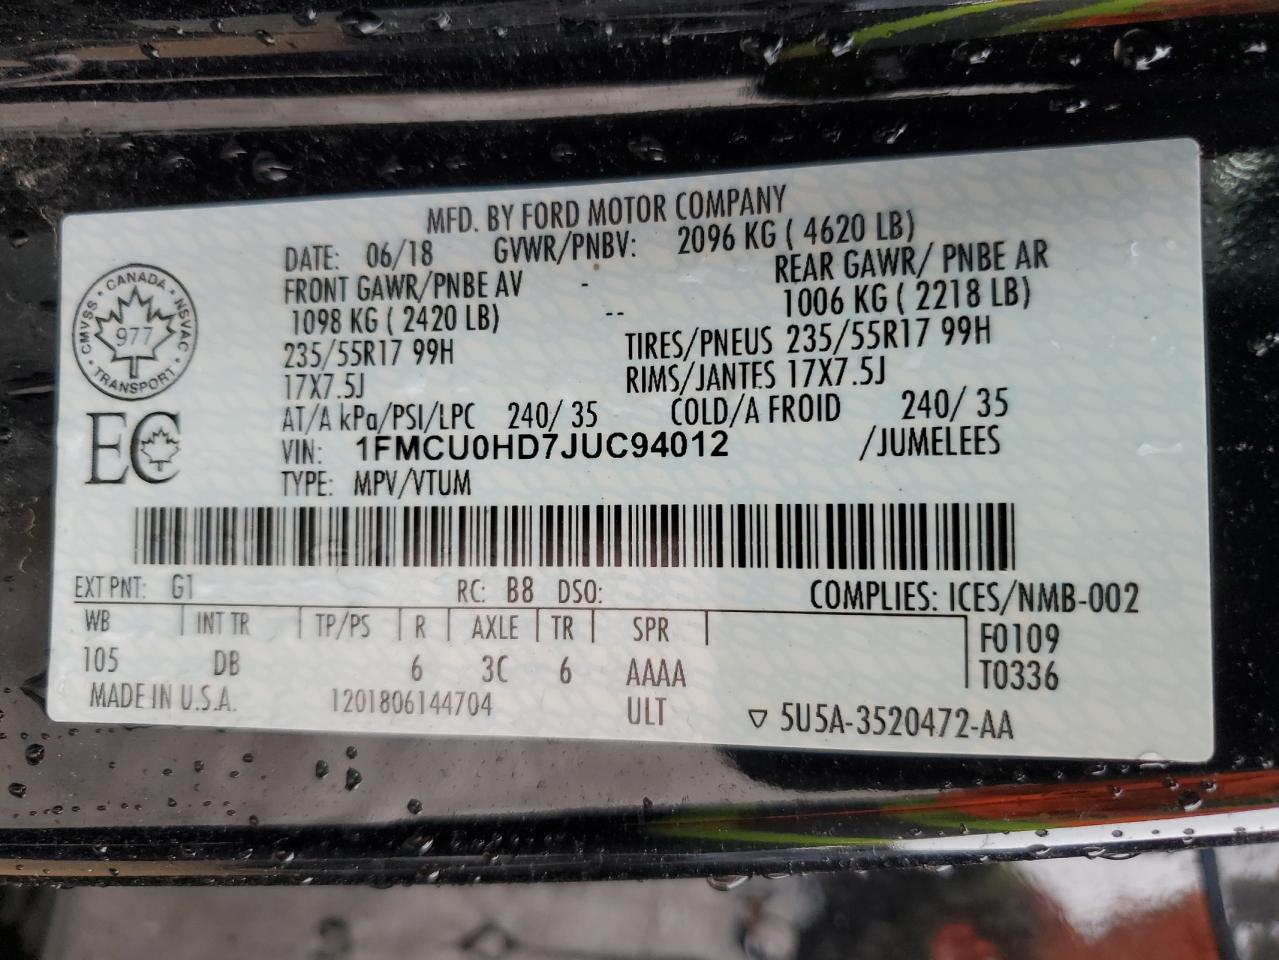 MFD. BY FORD MOTOR COMPANY
DATE: 06/18 GVWR/PNBV: 2096 KG ( 4620 LB)
FRONT GAWR/PNBE AV - REAR GAWR/ PNBE AR
1098 KG ( 2420 LB) -- 1006 KG ( 2218 LB)
235/55R17 99H TIRES/PNEUS 235/55R17 99H
17X7.5J RIMS/JANTES 17X7.5J
AT/A kPa/PSI/LPC 240/ 35 COLD/A FROID 240/ 35
VIN: 1FMCU0HD7JUC94012 /JUMELEES
TYPE: MPV/VTUM
CANADA
CMVSS 977 NSVAC
TRANSPORT
EC
EXT PNT: G1 RC: B8 DSO: COMPLIES: ICES/NMB-002
WB INT TR TP/PS R AXLE TR SPR F0109
105 DB 6 3C 6 AAAA T0336
MADE IN U.S.A. 1201806144704 ULT ▽ 5U5A-3520472-AA